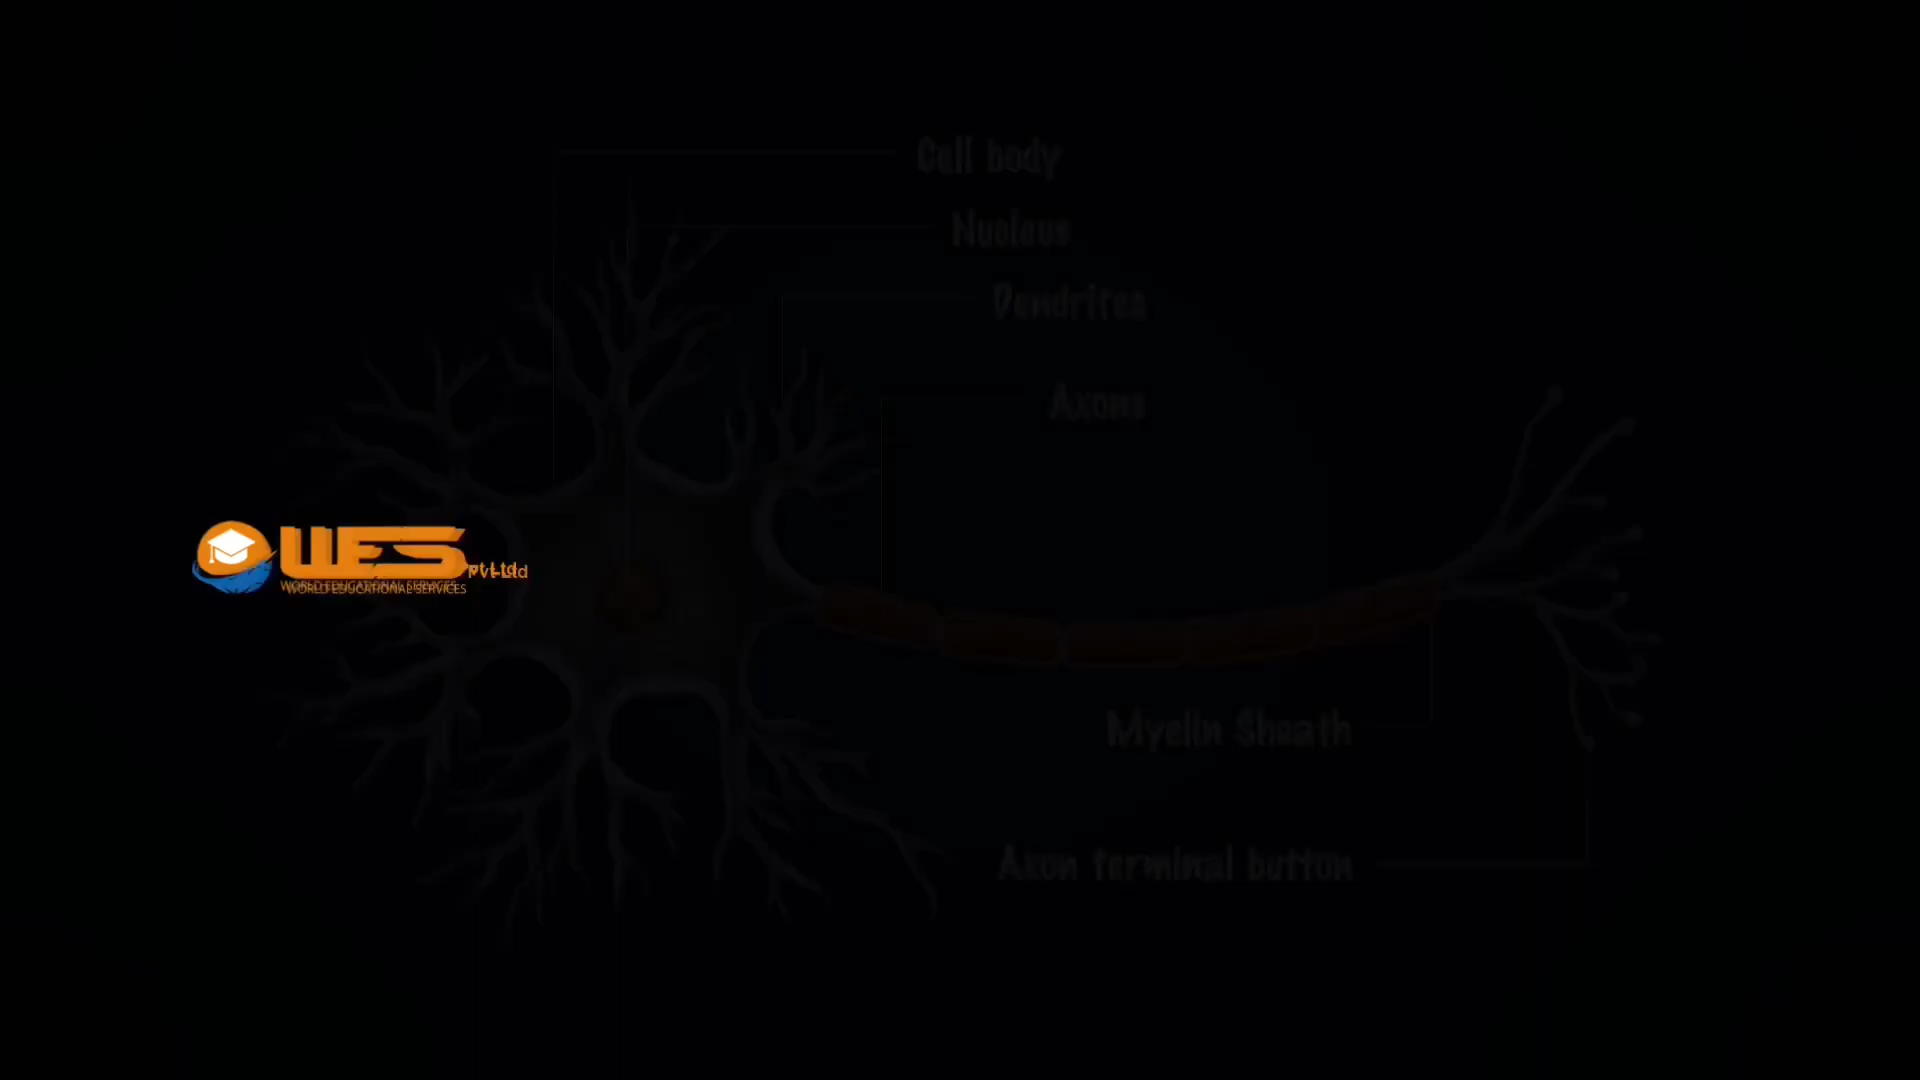 Cell body
Nucleus
Dendrites
Axons
WES
Pvt Ltd
WORLD EDUCATIONAL SERVICES
Myelin Sheath
Axon terminal button